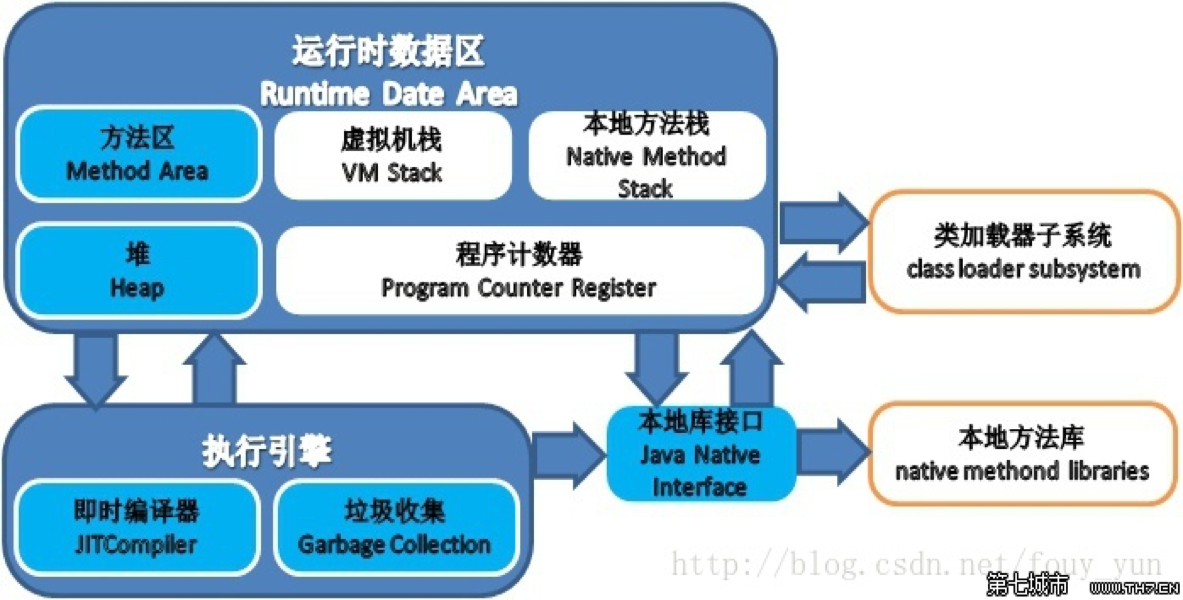 运行时数据区
Runtime Date Area
方法区
Method Area
虚拟机栈
VM Stack
本地方法栈
Native Method
Stack
堆
Heap
程序计数器
Program Counter Register
类加载器子系统
class loader subsystem
执行引擎
即时编译器
JITCompiler
垃圾收集
Garbage Collection
本地库接口
Java Native
Interface
本地方法库
native methond libraries
http://blog.csdn.net/fouy_yun
第七城市 www.TH7.CN